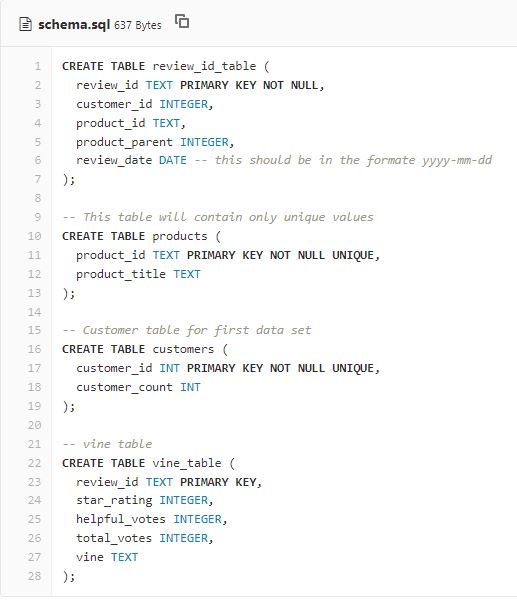 schema.sql 637 Bytes
1 CREATE TABLE review_id_table (
2 review_id TEXT PRIMARY KEY NOT NULL,
3 customer_id INTEGER,
4 product_id TEXT,
5 product_parent INTEGER,
6 review_date DATE -- this should be in the formate yyyy-mm-dd
7 );
8
9 -- This table will contain only unique values
10 CREATE TABLE products (
11 product_id TEXT PRIMARY KEY NOT NULL UNIQUE,
12 product_title TEXT
13 );
14
15 -- Customer table for first data set
16 CREATE TABLE customers (
17 customer_id INT PRIMARY KEY NOT NULL UNIQUE,
18 customer_count INT
19 );
20
21 -- vine table
22 CREATE TABLE vine_table (
23 review_id TEXT PRIMARY KEY,
24 star_rating INTEGER,
25 helpful_votes INTEGER,
26 total_votes INTEGER,
27 vine TEXT
28 );